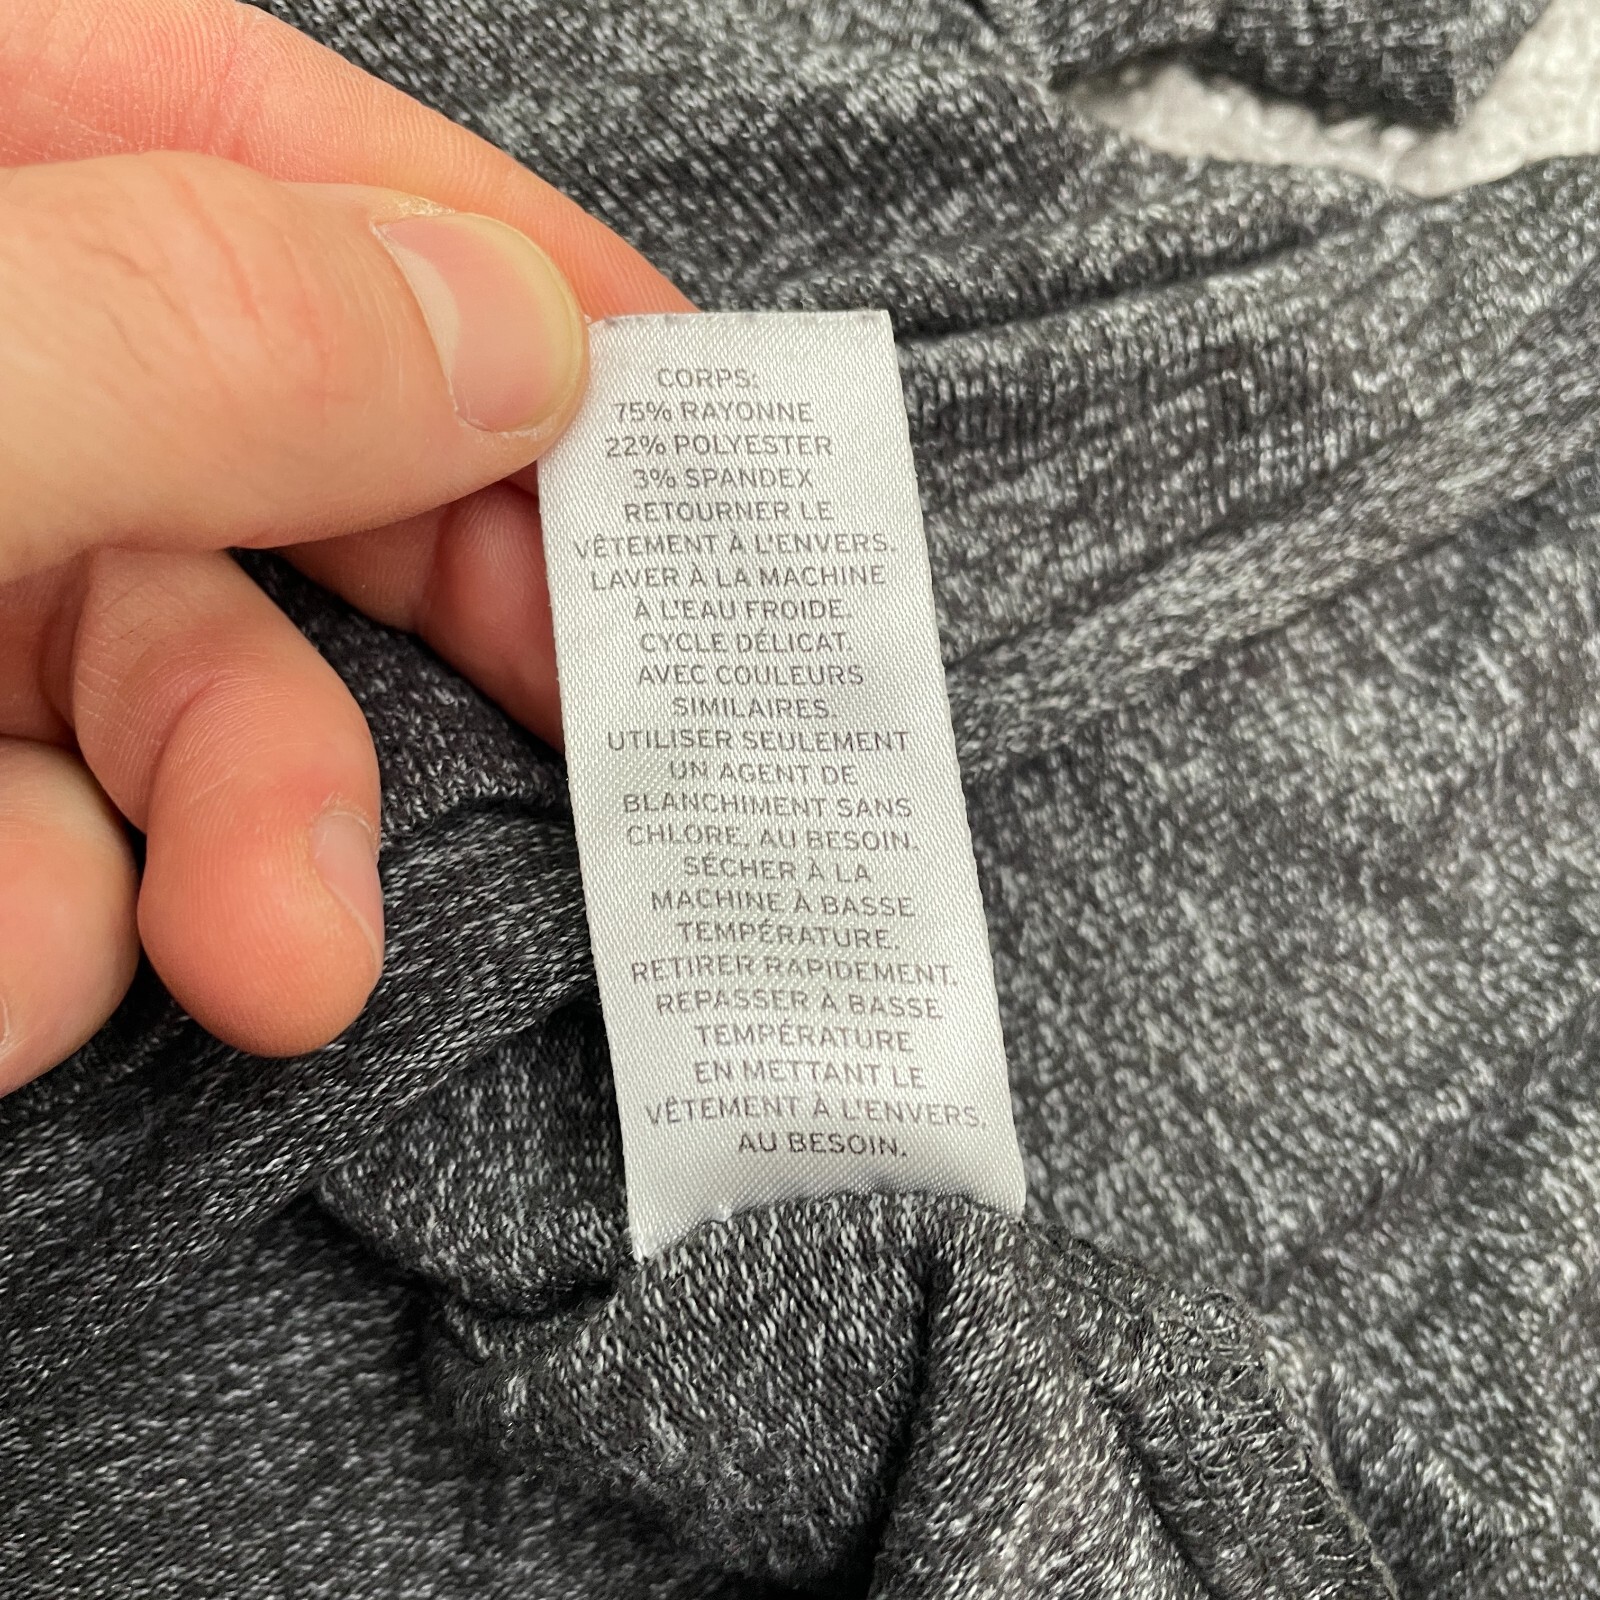 CORPS:
75% RAYONNE
22% POLYESTER
3% SPANDEX
RETOURNER LE
VÊTEMENT À L'ENVERS.
LAVER À LA MACHINE
À L'EAU FROIDE.
CYCLE DÉLICAT.
AVEC COULEURS
SIMILAIRES.
UTILISER SEULEMENT
UN AGENT DE
BLANCHIMENT SANS
CHLORE, AU BESOIN.
SÉCHER À LA
MACHINE À BASSE
TEMPÉRATURE.
RETIRER RAPIDEMENT.
REPASSER À BASSE
TEMPÉRATURE
EN METTANT LE
VÊTEMENT À L'ENVERS,
AU BESOIN.